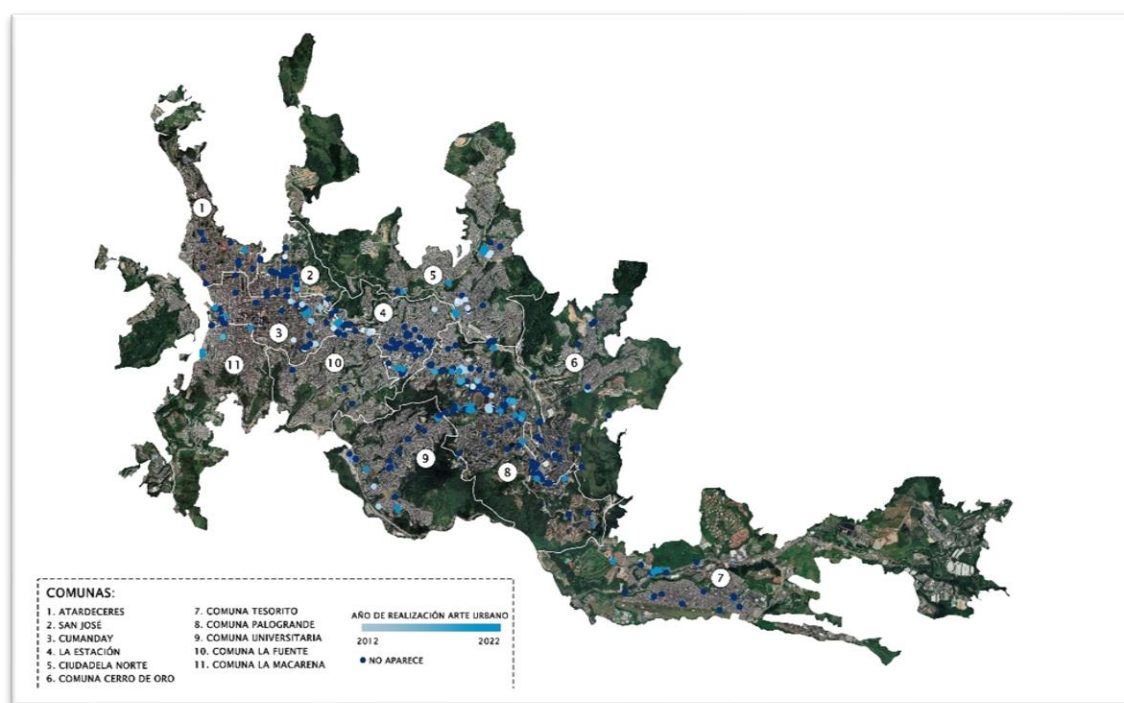 1
2
5
4
3
6
10
11
9
8
7
COMUNAS:
1. ATARDECERES
2. SAN JOSÉ
3. CUMANDAY
4. LA ESTACIÓN
5. CIUDADELA NORTE
6. COMUNA CERRO DE ORO
7. COMUNA TESORITO
8. COMUNA PALOGRANDE
9. COMUNA UNIVERSITARIA
10. COMUNA LA FUENTE
11. COMUNA LA MACARENA
AÑO DE REALIZACIÓN ARTE URBANO
2012 2022
NO APARECE